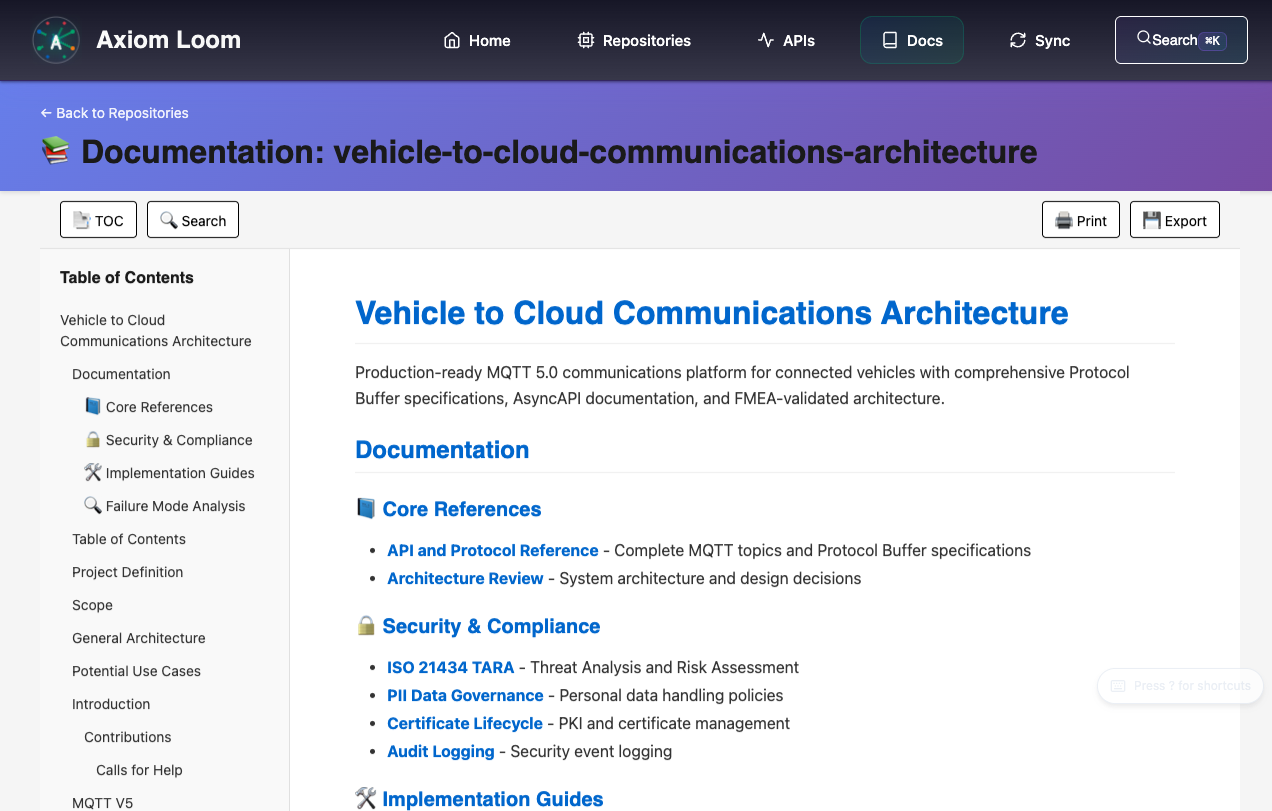 A
Axiom Loom
Home
Repositories
APIs
Docs
Sync
Search ⌘K
← Back to Repositories
📚 Documentation: vehicle-to-cloud-communications-architecture
📑 TOC
🔍 Search
🖨️ Print
💾 Export
Table of Contents
Vehicle to Cloud
Communications Architecture
Documentation
📘 Core References
🔒 Security & Compliance
🛠️ Implementation Guides
🔍 Failure Mode Analysis
Table of Contents
Project Definition
Scope
General Architecture
Potential Use Cases
Introduction
Contributions
Calls for Help
MQTT V5
Vehicle to Cloud Communications Architecture
Production-ready MQTT 5.0 communications platform for connected vehicles with comprehensive Protocol
Buffer specifications, AsyncAPI documentation, and FMEA-validated architecture.
Documentation
📘 Core References
• API and Protocol Reference - Complete MQTT topics and Protocol Buffer specifications
• Architecture Review - System architecture and design decisions
🔒 Security & Compliance
• ISO 21434 TARA - Threat Analysis and Risk Assessment
• PII Data Governance - Personal data handling policies
• Certificate Lifecycle - PKI and certificate management
• Audit Logging - Security event logging
🛠️ Implementation Guides
Press ? for shortcuts